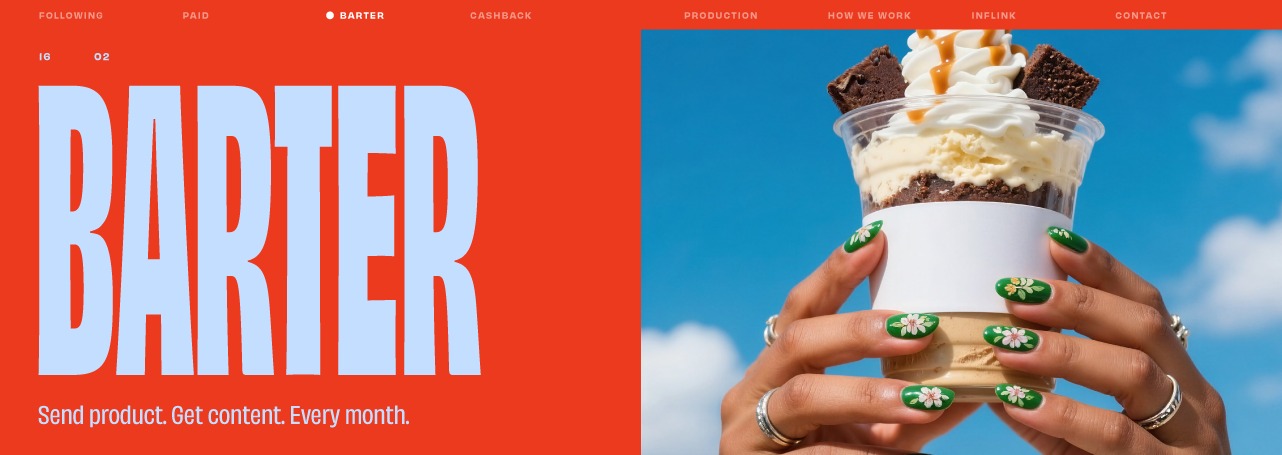 FOLLOWING PAID BARTER CASHBACK PRODUCTION HOW WE WORK INFLINK CONTACT
16 02
BARTER
Send product. Get content. Every month.